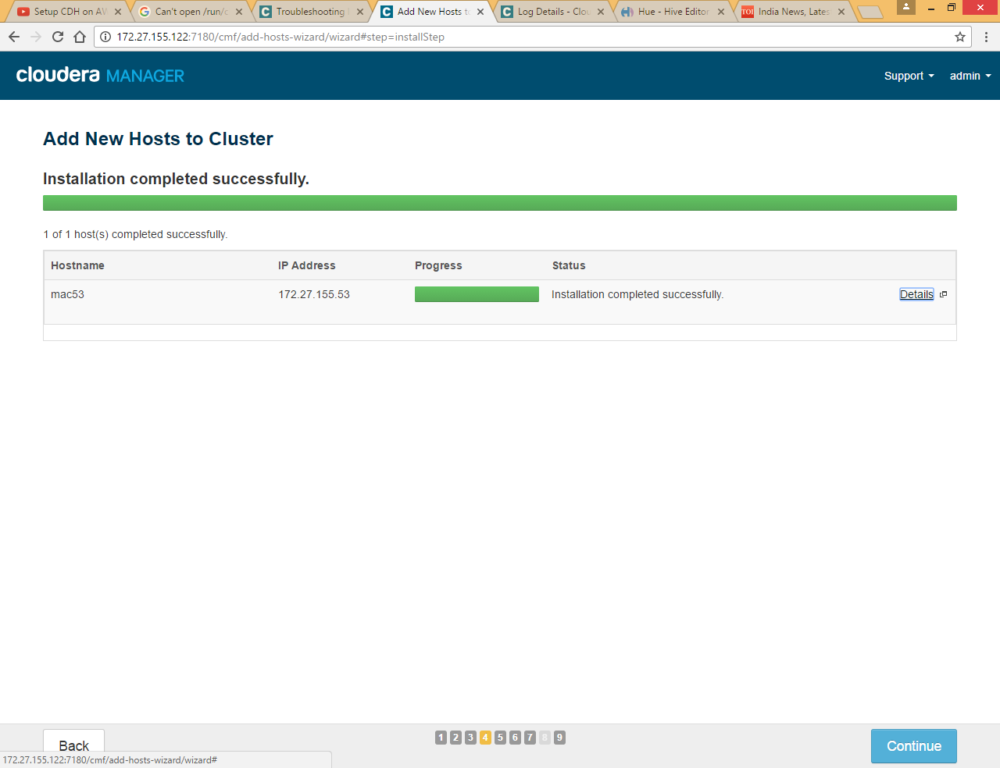 Setup CDH on AW
Can't open /run/c
Troubleshooting
Add New Hosts to
Log Details - Clou
Hue - Hive Editor
TOI India News, Lates
172.27.155.122:7180/cmf/add-hosts-wizard/wizard#step=installStep
cloudera MANAGER
Support
admin
Add New Hosts to Cluster
Installation completed successfully.
1 of 1 host(s) completed successfully.
Hostname IP Address Progress Status
mac53 172.27.155.53 Installation completed successfully. Details
Back
1 2 3 4 5 6 7 8 9
Continue
172.27.155.122:7180/cmf/add-hosts-wizard/wizard#